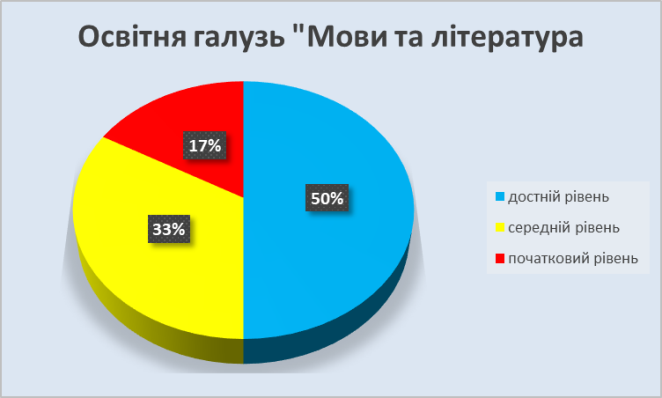 Освітня галузь "Мови та література
17%
50%
33%
достній рівень
середній рівень
початковий рівень